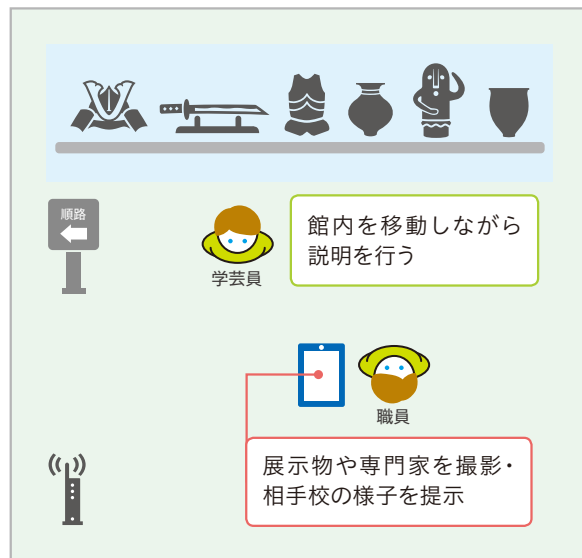 順路
館内を移動しながら
説明を行う
学芸員
職員
展示物や専門家を撮影・
相手校の様子を提示